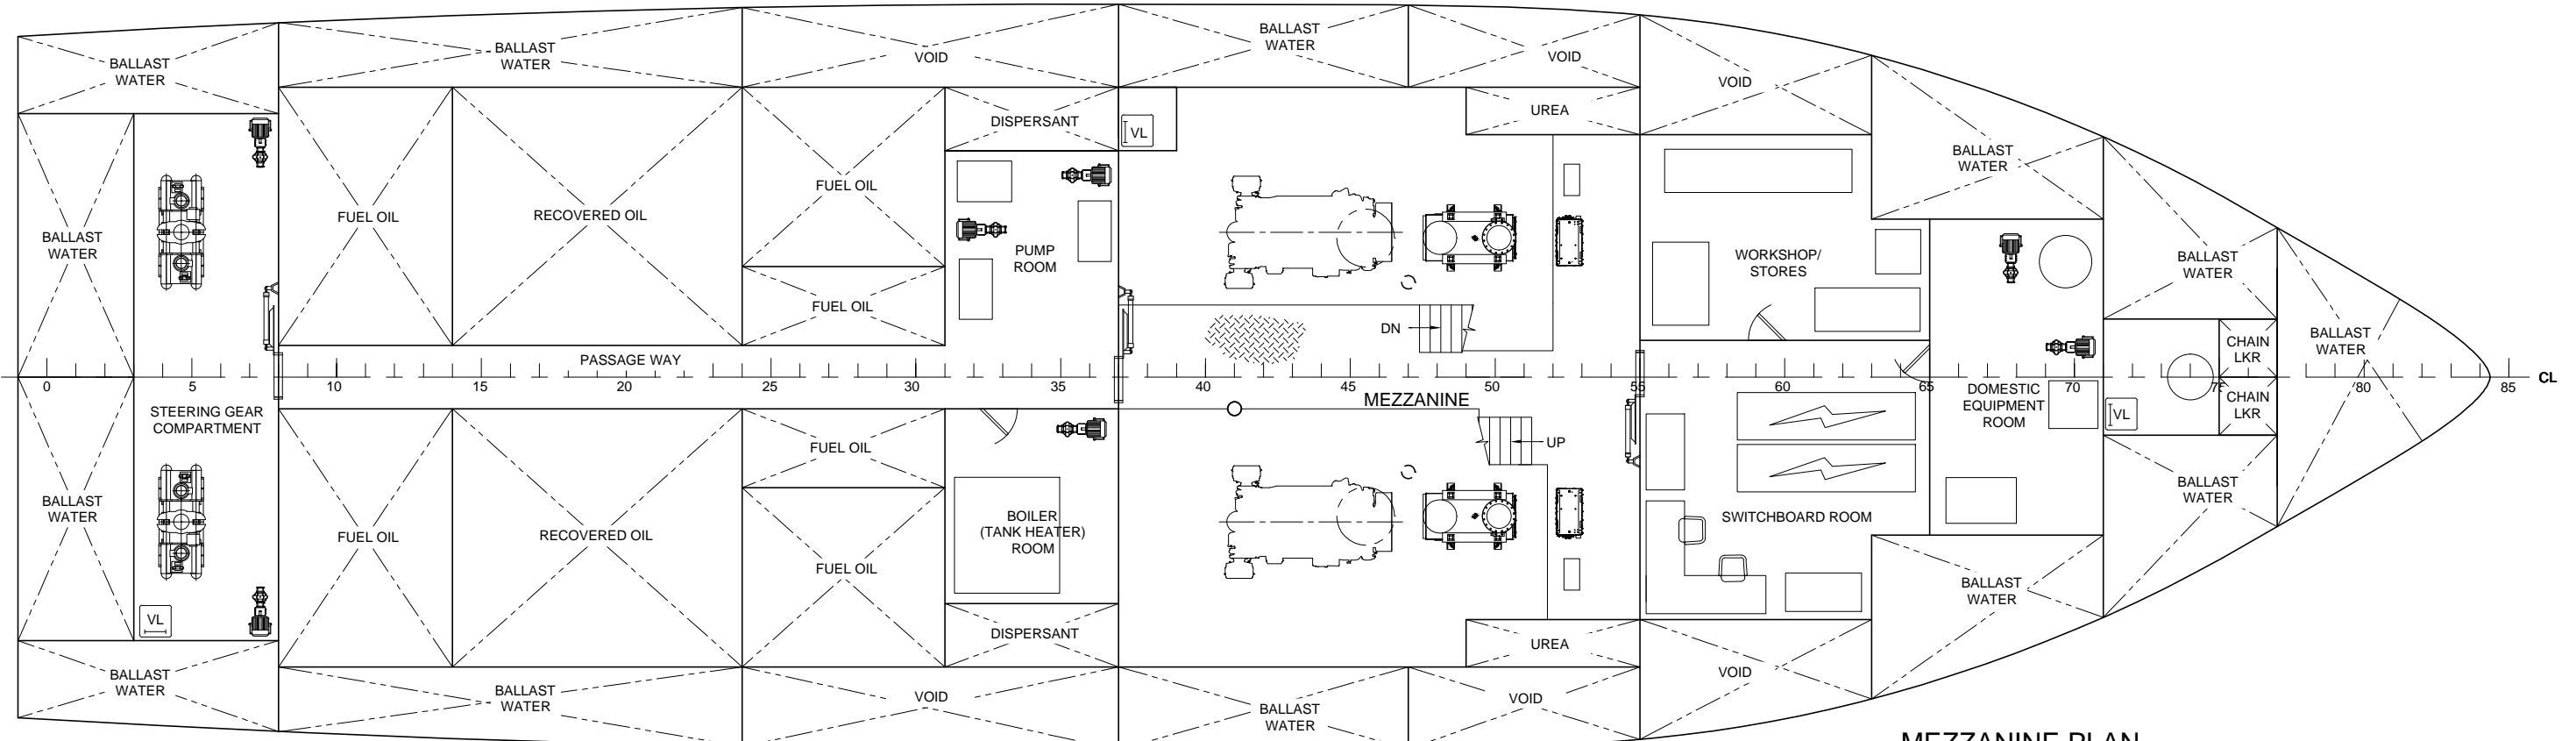 BALLAST
WATER
BALLAST
WATER
VOID
BALLAST
WATER
VOID
VOID
DISPERSANT
VL
UREA
BALLAST
WATER
BALLAST
WATER
FUEL OIL
RECOVERED OIL
FUEL OIL
PUMP
ROOM
WORKSHOP/
STORES
BALLAST
WATER
FUEL OIL
DN
BALLAST
WATER
CHAIN
LKR
PASSAGE WAY
0
5
10
15
20
25
30
35
40
45
50
55
60
65
70
80
85
CL
STEERING GEAR
COMPARTMENT
MEZZANINE
DOMESTIC
EQUIPMENT
ROOM
VL
CHAIN
LKR
FUEL OIL
UP
BALLAST
WATER
FUEL OIL
RECOVERED OIL
FUEL OIL
BOILER
(TANK HEATER)
ROOM
SWITCHBOARD ROOM
BALLAST
WATER
BALLAST
WATER
VL
DISPERSANT
UREA
BALLAST
WATER
BALLAST
WATER
VOID
BALLAST
WATER
VOID
VOID
MEZZANINE PLAN